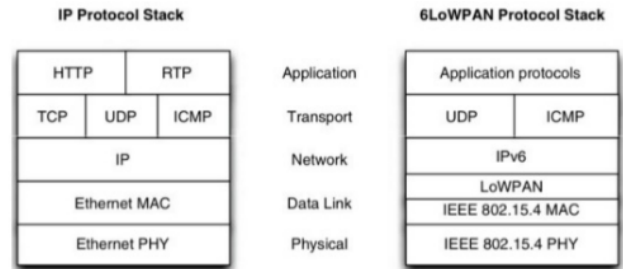 IP Protocol Stack
6LoWPAN Protocol Stack
HTTP RTP Application Application protocols
TCP UDP ICMP Transport UDP ICMP
IP Network IPv6
LoWPAN
Ethernet MAC Data Link IEEE 802.15.4 MAC
Ethernet PHY Physical IEEE 802.15.4 PHY